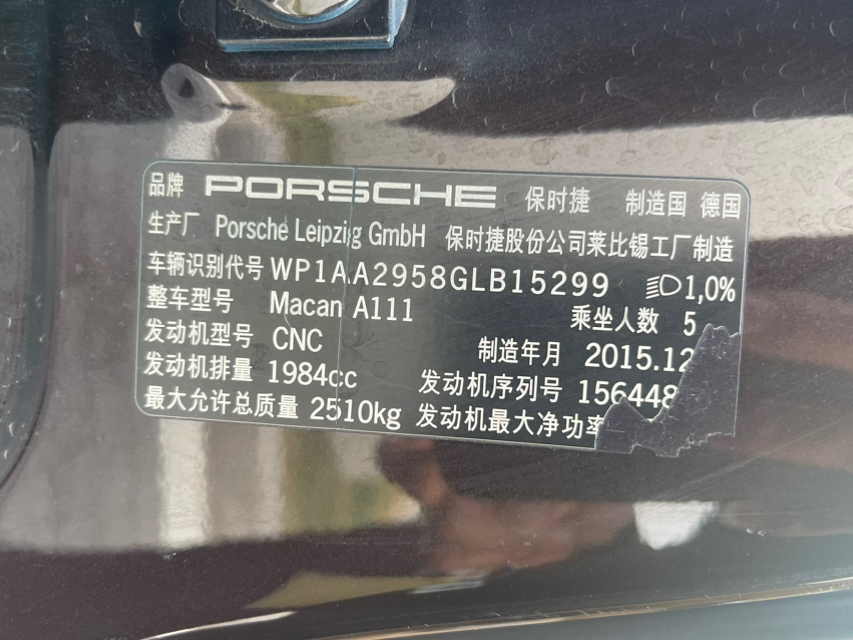 品牌 PORSCHE 保时捷 制造国 德国
生产厂 Porsche Leipzig GmbH 保时捷股份公司莱比锡工厂制造
车辆识别代号 WP1AA2958GLB15299 1,0%
整车型号 Macan A111 乘坐人数 5
发动机型号 CNC 制造年月 2015.12
发动机排量 1984cc 发动机序列号 156448
最大允许总质量 2510kg 发动机最大净功率